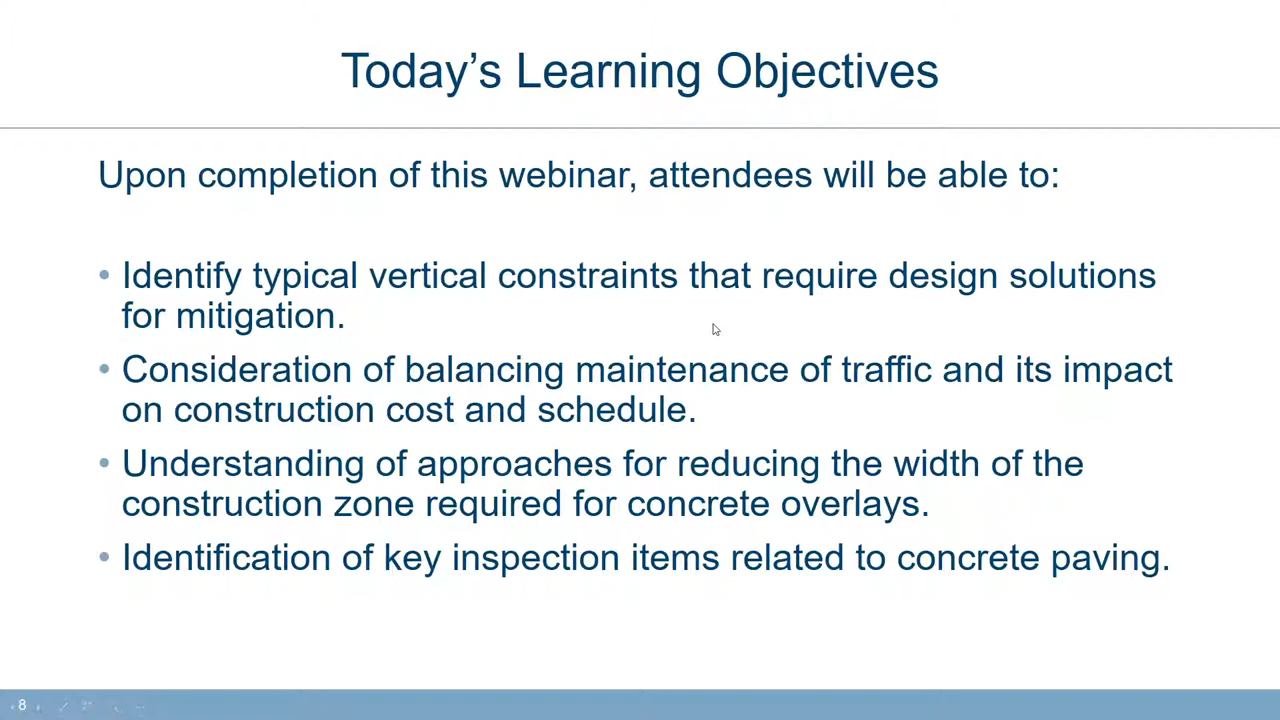 Today’s Learning Objectives
Upon completion of this webinar, attendees will be able to:
• Identify typical vertical constraints that require design solutions
for mitigation.
• Consideration of balancing maintenance of traffic and its impact
on construction cost and schedule.
• Understanding of approaches for reducing the width of the
construction zone required for concrete overlays.
• Identification of key inspection items related to concrete paving.
8